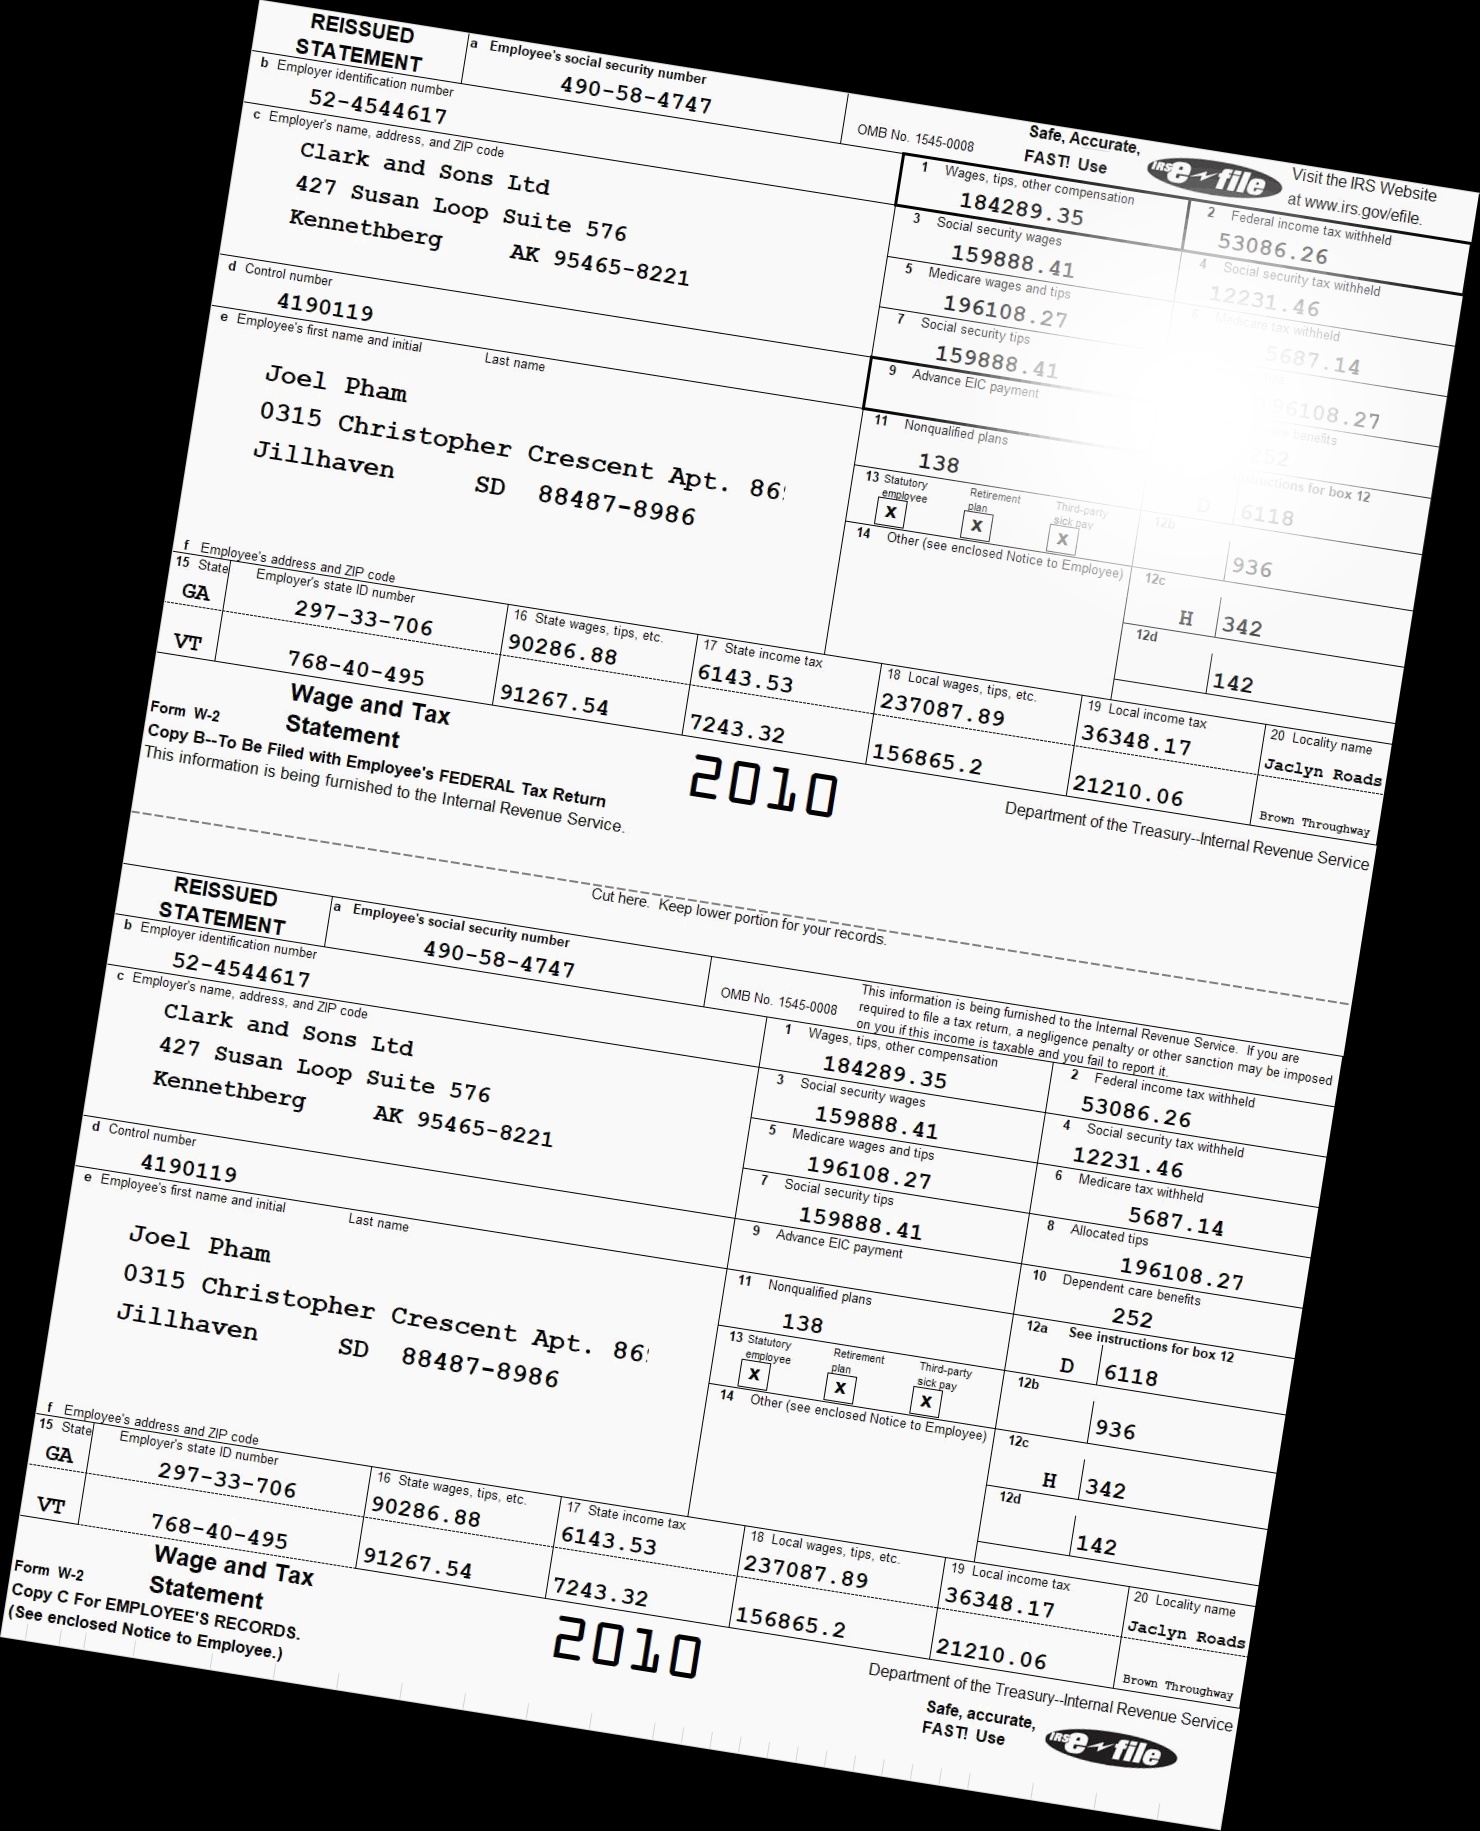 REISSUED
STATEMENT
a Employee's social security number
490-58-4747
OMB No. 1545-0008
Safe, Accurate,
FAST! Use
IRS e-file
Visit the IRS Website
at www.irs.gov/efile.
b Employer identification number
52-4544617
c Employer's name, address, and ZIP code
Clark and Sons Ltd
427 Susan Loop Suite 576
Kennethberg AK 95465-8221
1 Wages, tips, other compensation
184289.35
2 Federal income tax withheld
53086.26
3 Social security wages
159888.41
4 Social security tax withheld
12231.46
5 Medicare wages and tips
196108.27
6 Medicare tax withheld
5687.14
d Control number
4190119
7 Social security tips
159888.41
196108.27
e Employee's first name and initial Last name
Joel Pham
0315 Christopher Crescent Apt.
Jillhaven SD 88487-8986
9 Advance EIC payment
benefits
252
11 Nonqualified plans
138
for box 12
D 6118
13 Statutory employee
X
Retirement plan
X
Third-party sick pay
X
12b
936
14 Other (see enclosed Notice to Employee)
12c
H 342
12d
142
f Employee's address and ZIP code
15 State Employer's state ID number
GA 297-33-706
VT 768-40-495
16 State wages, tips, etc.
90286.88
91267.54
17 State income tax
6143.53
7243.32
18 Local wages, tips, etc.
237087.89
156865.2
19 Local income tax
36348.17
21210.06
20 Locality name
Jaclyn Roads
Brown Throughway
Form W-2
Wage and Tax
Statement
2010
Department of the Treasury--Internal Revenue Service
Copy B--To Be Filed with Employee's FEDERAL Tax Return
This information is being furnished to the Internal Revenue Service.
Cut here. Keep lower portion for your records.
REISSUED
STATEMENT
a Employee's social security number
490-58-4747
OMB No. 1545-0008
This information is being furnished to the Internal Revenue Service. If you are
required to file a tax return, a negligence penalty or other sanction may be imposed
on you if this income is taxable and you fail to report it.
b Employer identification number
52-4544617
c Employer's name, address, and ZIP code
Clark and Sons Ltd
427 Susan Loop Suite 576
Kennethberg AK 95465-8221
1 Wages, tips, other compensation
184289.35
2 Federal income tax withheld
53086.26
3 Social security wages
159888.41
4 Social security tax withheld
12231.46
5 Medicare wages and tips
196108.27
6 Medicare tax withheld
5687.14
d Control number
4190119
7 Social security tips
159888.41
8 Allocated tips
196108.27
e Employee's first name and initial Last name
Joel Pham
0315 Christopher Crescent Apt.
Jillhaven SD 88487-8986
9 Advance EIC payment
10 Dependent care benefits
252
11 Nonqualified plans
138
12a See instructions for box 12
D 6118
13 Statutory employee
X
Retirement plan
X
Third-party sick pay
X
12b
936
14 Other (see enclosed Notice to Employee)
12c
H 342
12d
142
f Employee's address and ZIP code
15 State Employer's state ID number
GA 297-33-706
VT 768-40-495
16 State wages, tips, etc.
90286.88
91267.54
17 State income tax
6143.53
7243.32
18 Local wages, tips, etc.
237087.89
156865.2
19 Local income tax
36348.17
21210.06
20 Locality name
Jaclyn Roads
Brown Throughway
Form W-2
Wage and Tax
Statement
2010
Department of the Treasury--Internal Revenue Service
Copy C For EMPLOYEE'S RECORDS.
(See enclosed Notice to Employee.)
Safe, accurate,
FAST! Use
IRS e-file